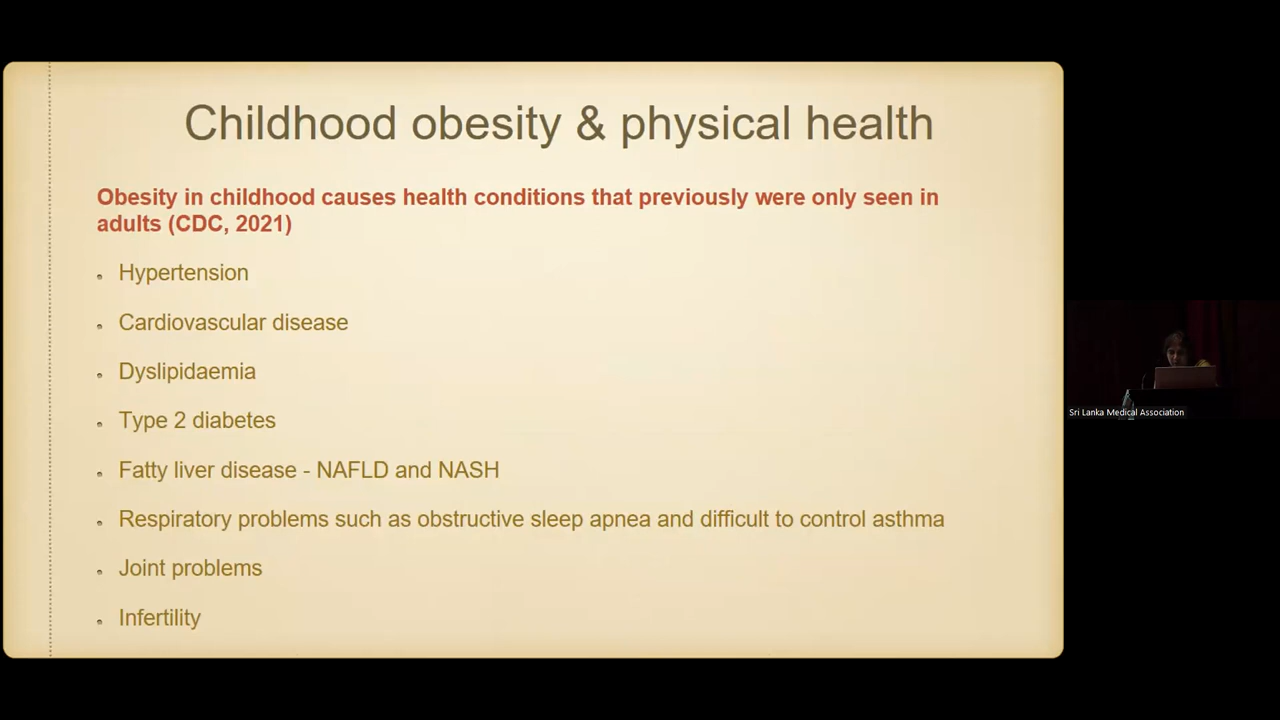 Childhood obesity & physical health
Obesity in childhood causes health conditions that previously were only seen in
adults (CDC, 2021)
Hypertension
Cardiovascular disease
Dyslipidaemia
Type 2 diabetes
Fatty liver disease - NAFLD and NASH
Respiratory problems such as obstructive sleep apnea and difficult to control asthma
Joint problems
Infertility
Sri Lanka Medical Association